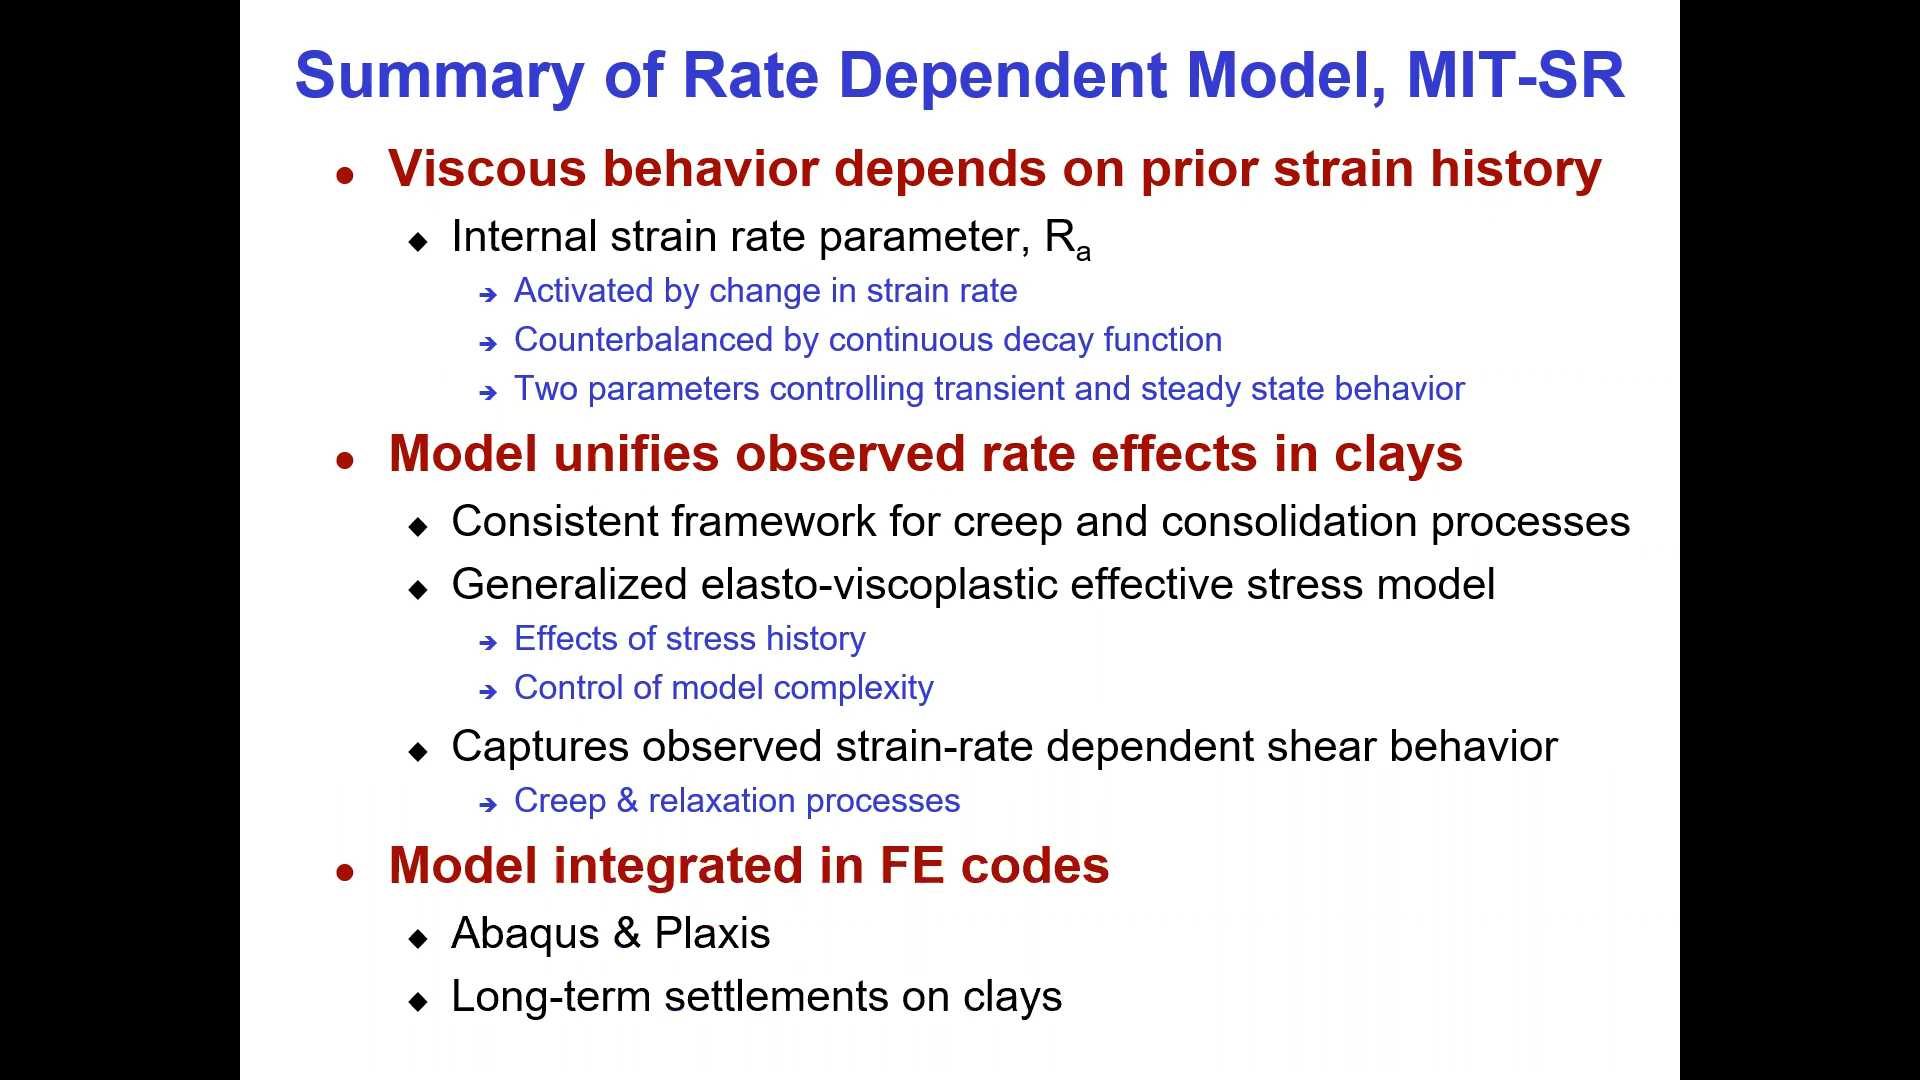 Summary of Rate Dependent Model, MIT-SR
• Viscous behavior depends on prior strain history
◆ Internal strain rate parameter, Rₐ
➔ Activated by change in strain rate
➔ Counterbalanced by continuous decay function
➔ Two parameters controlling transient and steady state behavior
• Model unifies observed rate effects in clays
◆ Consistent framework for creep and consolidation processes
◆ Generalized elasto-viscoplastic effective stress model
➔ Effects of stress history
➔ Control of model complexity
◆ Captures observed strain-rate dependent shear behavior
➔ Creep & relaxation processes
• Model integrated in FE codes
◆ Abaqus & Plaxis
◆ Long-term settlements on clays